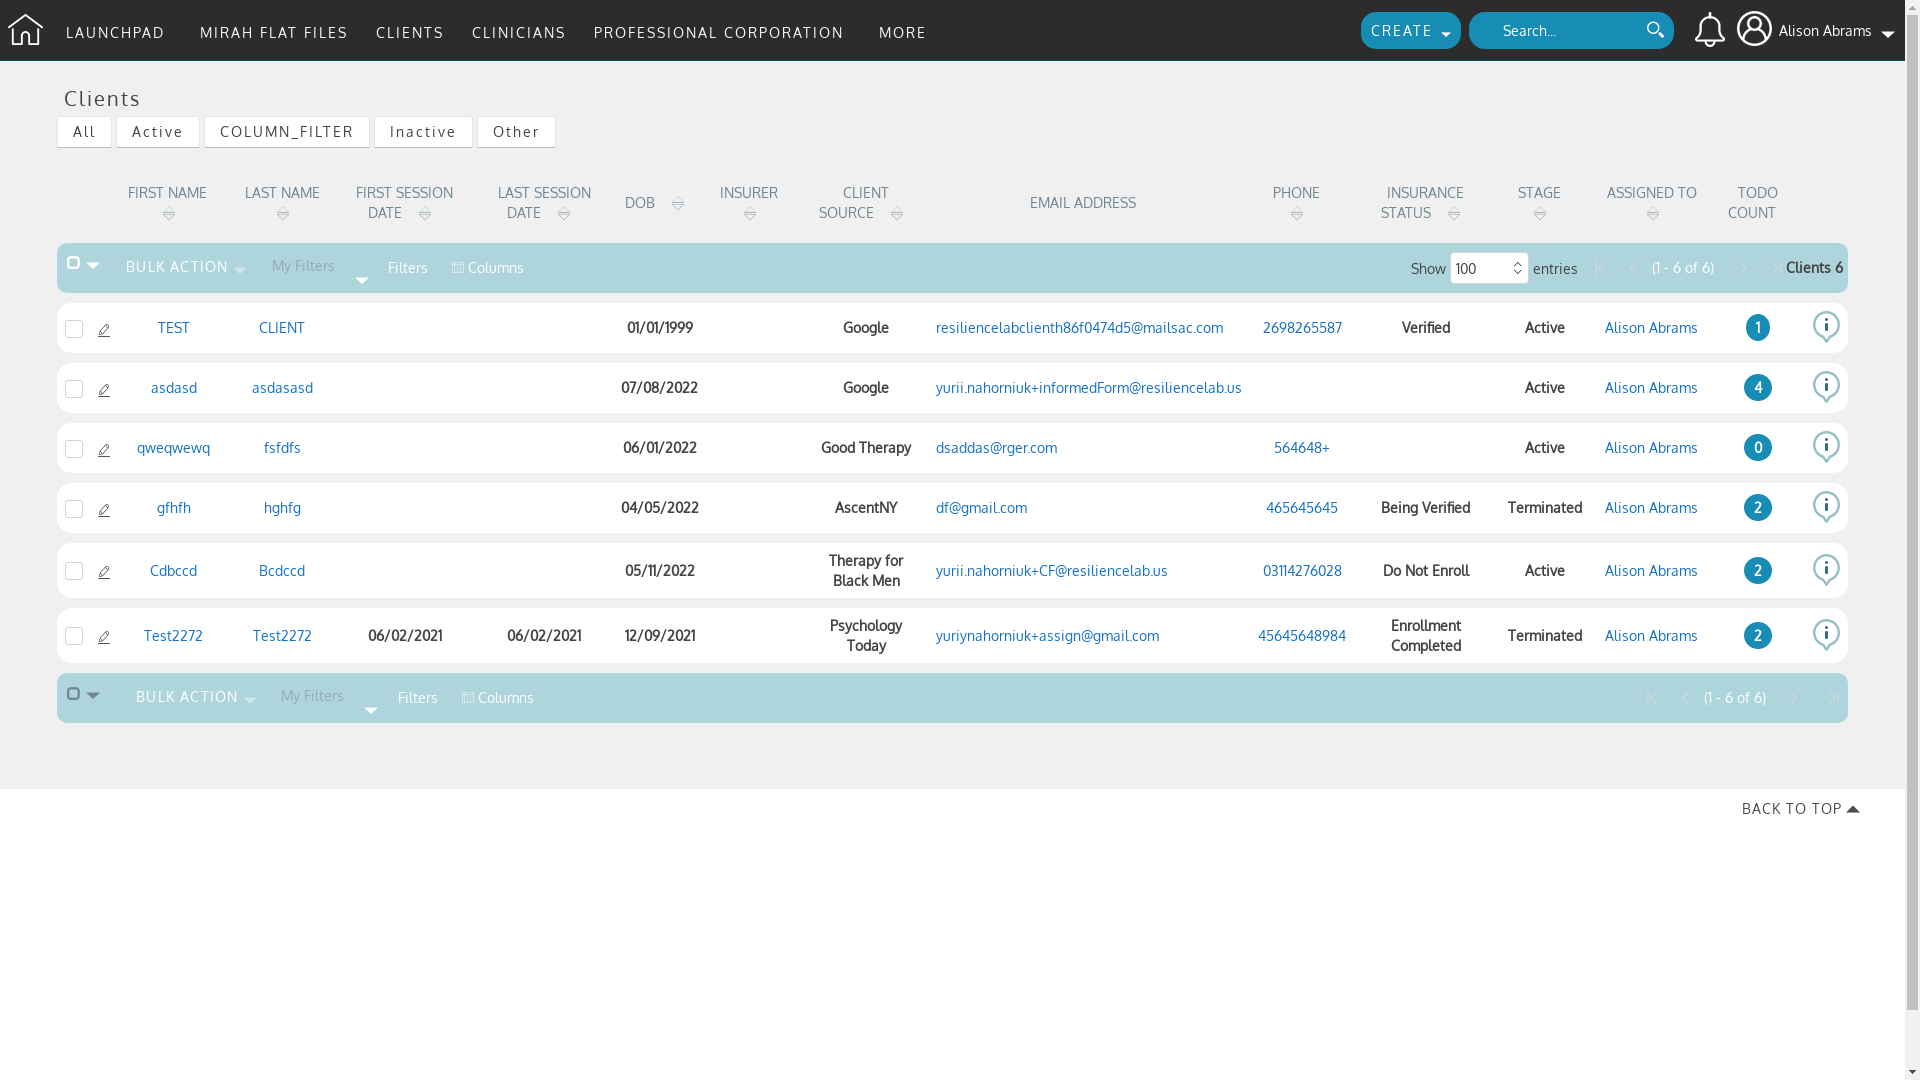 LAUNCHPAD MIRAH FLAT FILES CLIENTS CLINICIANS PROFESSIONAL CORPORATION MORE CREATE Search... Alison Abrams
Clients
All Active COLUMN_FILTER Inactive Other
FIRST NAME LAST NAME FIRST SESSION DATE LAST SESSION DATE DOB INSURER CLIENT SOURCE EMAIL ADDRESS PHONE INSURANCE STATUS STAGE ASSIGNED TO TODO COUNT
BULK ACTION My Filters Filters Columns Show 100 entries (1 - 6 of 6) Clients 6
TEST CLIENT 01/01/1999 Google resiliencelabclienth86f0474d5@mailsac.com 2698265587 Verified Active Alison Abrams 1
asdasd asdasasd 07/08/2022 Google yurii.nahorniuk+informedForm@resiliencelab.us Active Alison Abrams 4
qweqwewq fsfdfs 06/01/2022 Good Therapy dsaddas@rger.com 564648+ Active Alison Abrams 0
gfhfh hghfg 04/05/2022 AscentNY df@gmail.com 465645645 Being Verified Terminated Alison Abrams 2
Cdbccd Bcdccd 05/11/2022 Therapy for Black Men yurii.nahorniuk+CF@resiliencelab.us 03114276028 Do Not Enroll Active Alison Abrams 2
Test2272 Test2272 06/02/2021 06/02/2021 12/09/2021 Psychology Today yuriynahorniuk+assign@gmail.com 45645648984 Enrollment Completed Terminated Alison Abrams 2
BULK ACTION My Filters Filters Columns (1 - 6 of 6)
BACK TO TOP